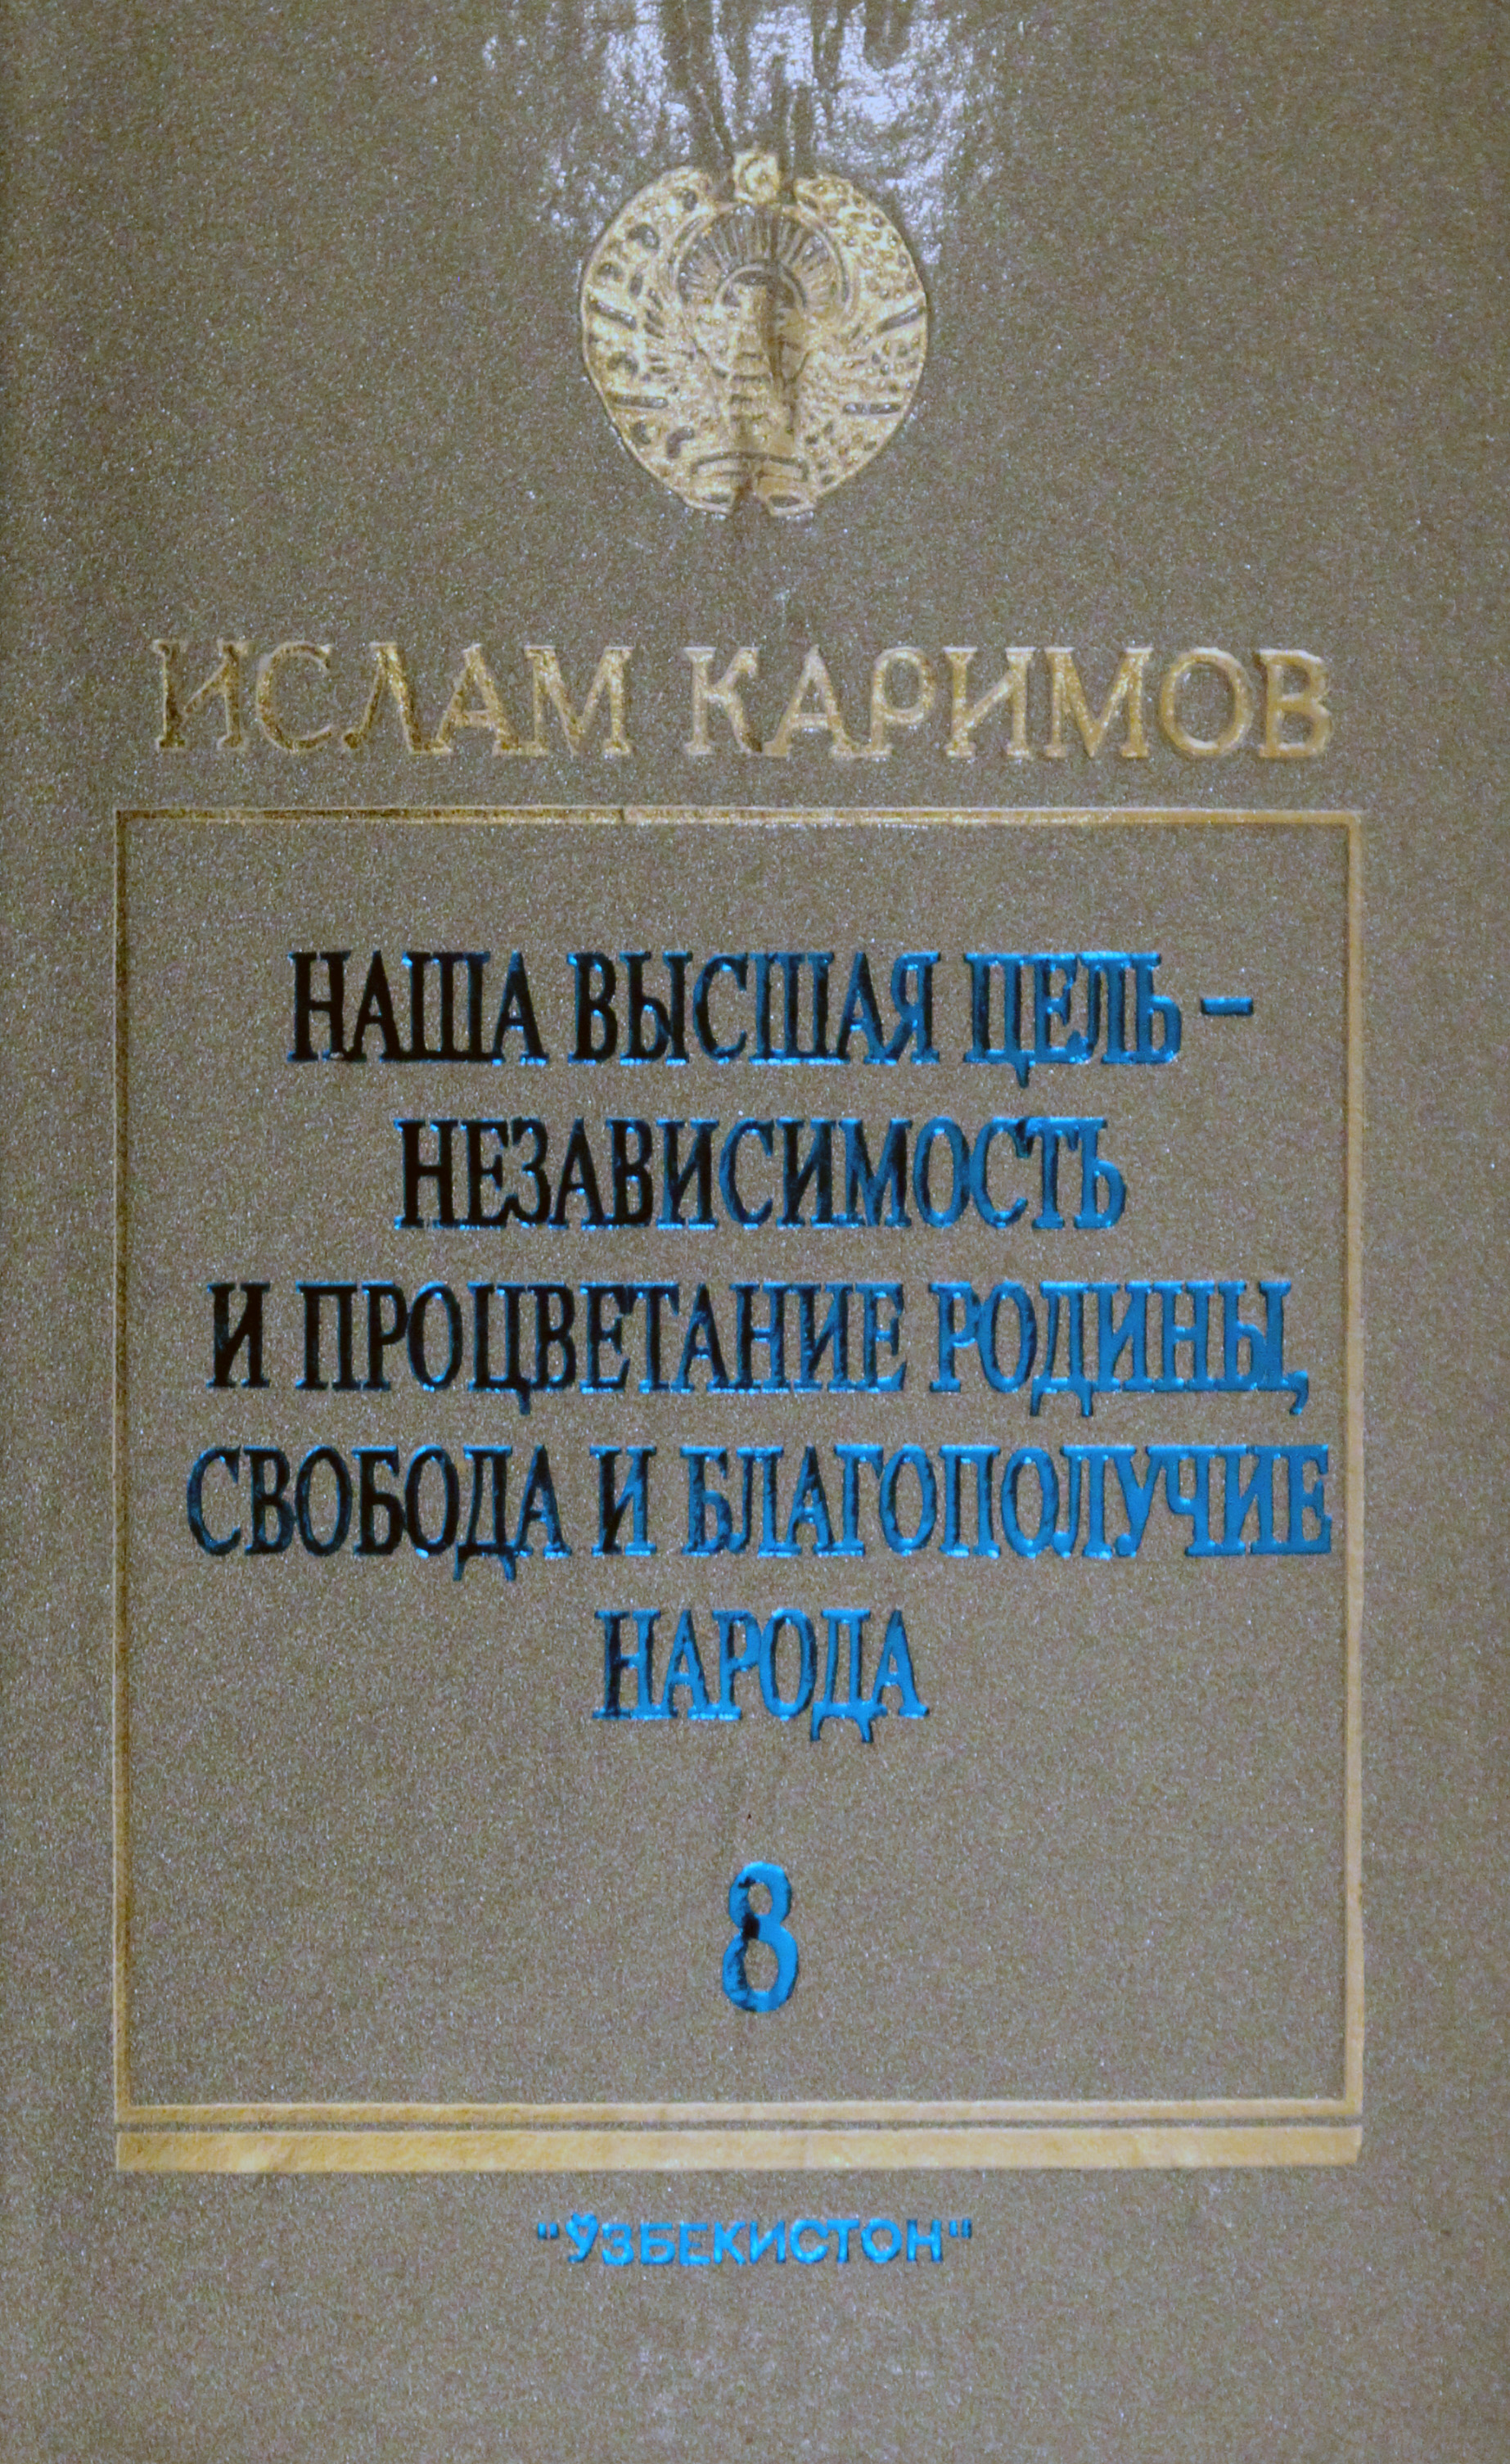 ИСЛАМ КАРИМОВ
НАША ВЫСШАЯ ЦЕЛЬ –
НЕЗАВИСИМОСТЬ
И ПРОЦВЕТАНИЕ РОДИНЫ,
СВОБОДА И БЛАГОПОЛУЧИЕ
НАРОДА
8
"ЎЗБЕКИСТОН"